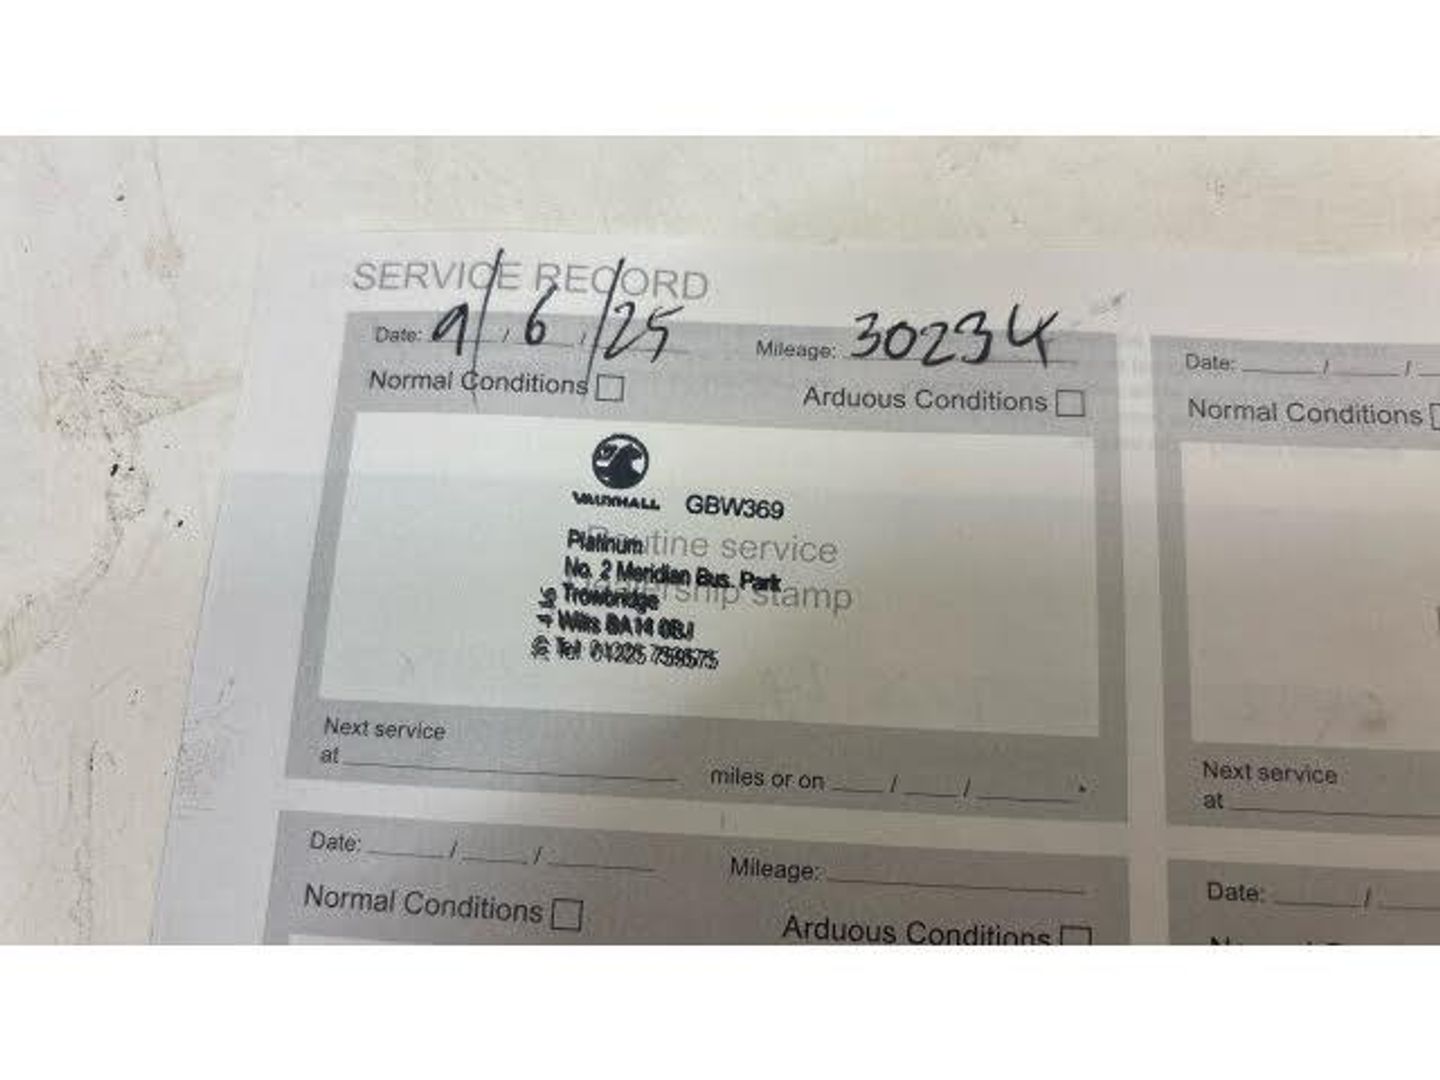 SERVICE RECORD
Date: 9/6/25 Mileage: 30234 Date: / /
Normal Conditions Arduous Conditions Normal Conditions
VAUXHALL GBW369
Platinum Routine service
No. 2 Meridian Bus. Park
Trowbridge Dealership stamp
Wilts BA14 0BJ
Tel 01225 759575
Next service Next service
at miles or on / / . at
Date: / / Mileage: Date: /
Normal Conditions Arduous Conditions